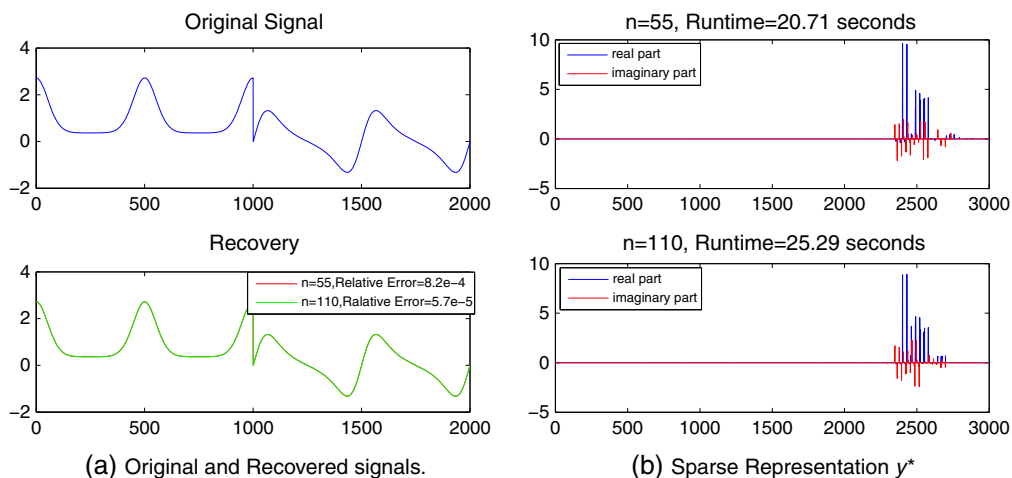 Original Signal
4
2
0
−2
0 500 1000 1500 2000
Recovery
n=55,Relative Error=8.2e-4
n=110,Ralative Error=5.7e-5
4
2
0
−2
0 500 1000 1500 2000
(a) Original and Recovered signals.
n=55, Runtime=20.71 seconds
real part
imaginary part
10
5
0
−5
0 500 1000 1500 2000 2500 3000
n=110, Runtime=25.29 seconds
real part
imaginary part
10
5
0
−5
0 500 1000 1500 2000 2500 3000
(b) Sparse Representation y*